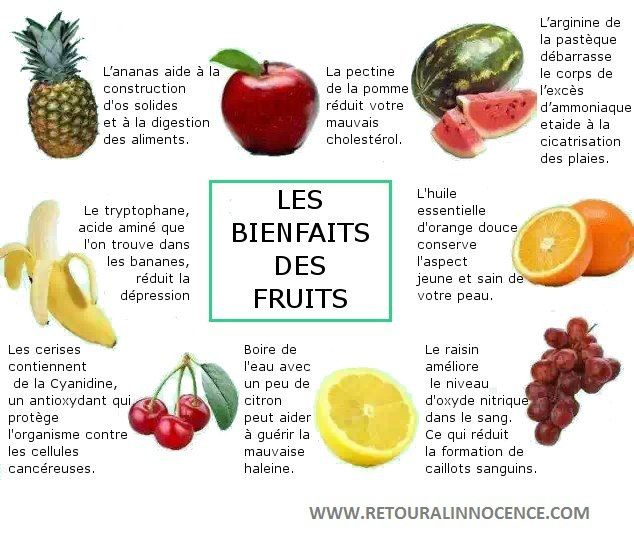 L'ananas aide à la
construction
d'os solides
et à la digestion
des aliments.
La pectine
de la pomme
réduit votre
mauvais
cholestérol.
L'arginine de
la pastèque
débarrasse
le corps de
l'excès
d'ammoniaque
etaide à la
cicatrisation
des plaies.
Le tryptophane,
acide aminé que
l'on trouve dans
les bananes,
réduit la
dépression
LES
BIENFAITS
DES
FRUITS
L'huile
essentielle
d'orange douce
conserve
l'aspect
jeune et sain de
votre peau.
Les cerises
contiennent
de la Cyanidine,
un antioxydant qui
protège
l'organisme contre
les cellules
cancéreuses.
Boire de
l'eau avec
un peu de
citron
peut aider
à guérir la
mauvaise
haleine.
Le raisin
améliore
le niveau
d'oxyde nitrique
dans le sang.
Ce qui réduit
la formation de
caillots sanguins.
WWW.RETOURALINNOCENCE.COM